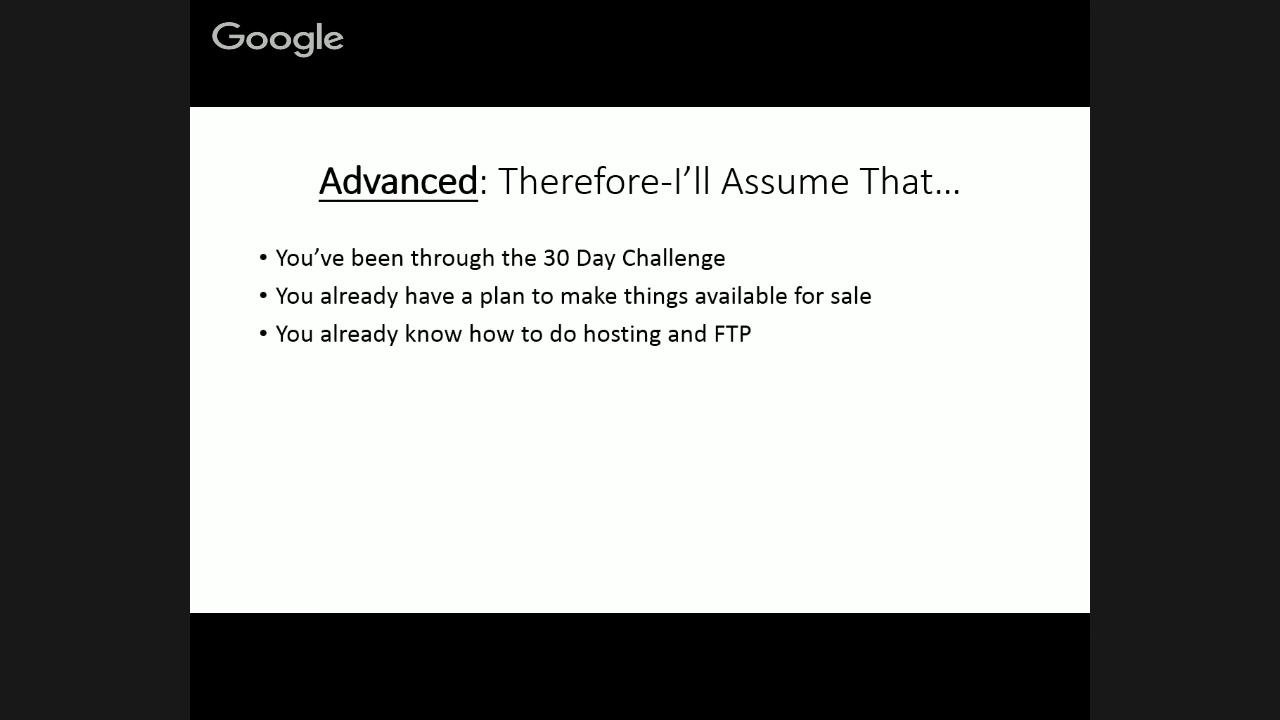 Google
Advanced: Therefore-I’ll Assume That...
• You’ve been through the 30 Day Challenge
• You already have a plan to make things available for sale
• You already know how to do hosting and FTP